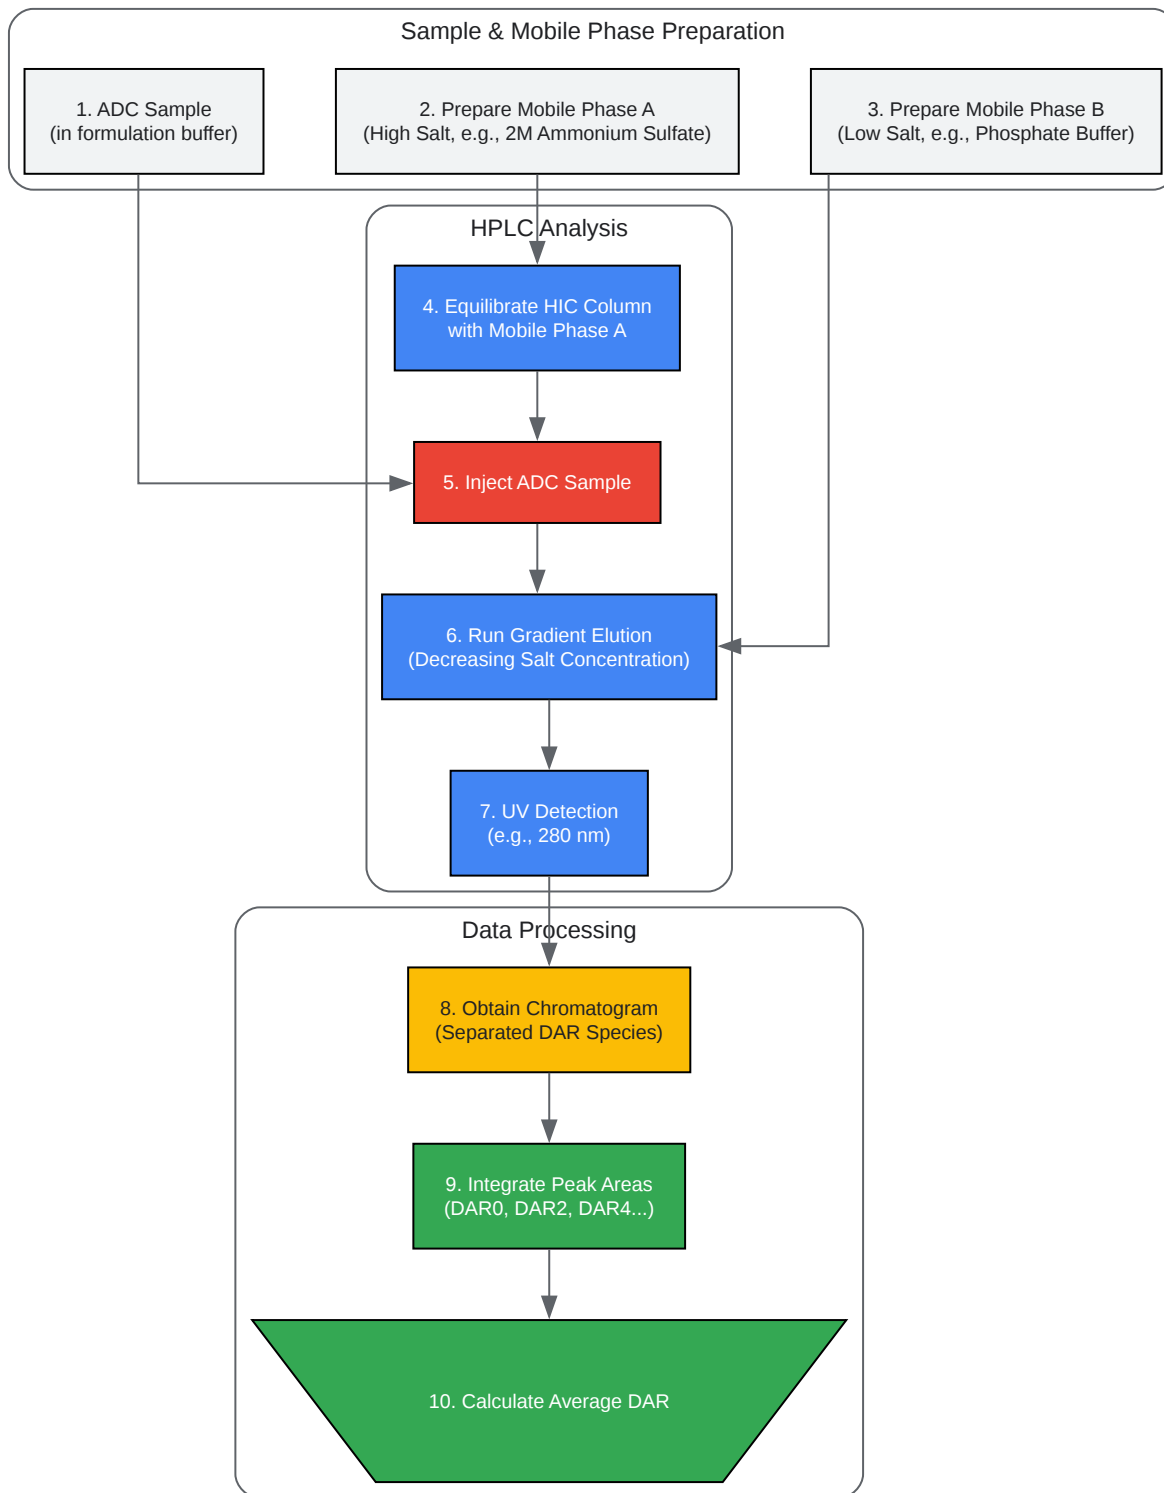 Sample & Mobile Phase Preparation
1. ADC Sample
(in formulation buffer)
2. Prepare Mobile Phase A
(High Salt, e.g., 2M Ammonium Sulfate)
3. Prepare Mobile Phase B
(Low Salt, e.g., Phosphate Buffer)
HPLC Analysis
4. Equilibrate HIC Column
with Mobile Phase A
5. Inject ADC Sample
6. Run Gradient Elution
(Decreasing Salt Concentration)
7. UV Detection
(e.g., 280 nm)
Data Processing
8. Obtain Chromatogram
(Separated DAR Species)
9. Integrate Peak Areas
(DAR0, DAR2, DAR4...)
10. Calculate Average DAR